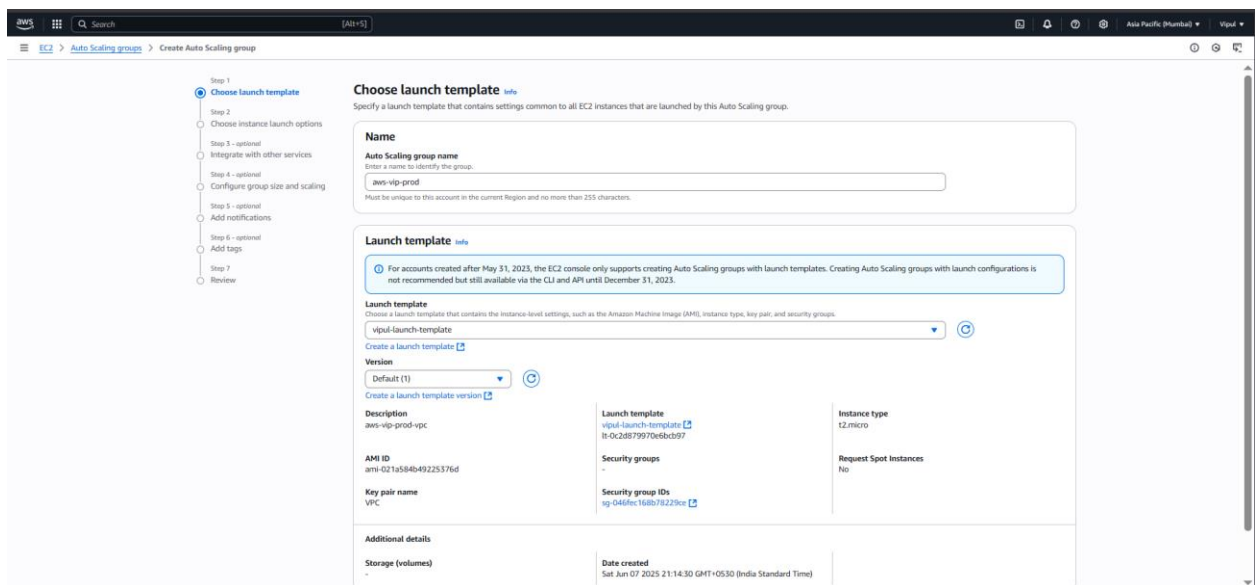 aws
Search
[Alt+S]
Asia Pacific (Mumbai)
Vipul
EC2 > Auto Scaling groups > Create Auto Scaling group
Step 1
Choose launch template
Step 2
Choose instance launch options
Step 3 - optional
Integrate with other services
Step 4 - optional
Configure group size and scaling
Step 5 - optional
Add notifications
Step 6 - optional
Add tags
Step 7
Review
Choose launch template Info
Specify a launch template that contains settings common to all EC2 instances that are launched by this Auto Scaling group.
Name
Auto Scaling group name
Enter a name to identify the group.
aws-vip-prod
Must be unique to this account in the current Region and no more than 255 characters.
Launch template Info
For accounts created after May 31, 2023, the EC2 console only supports creating Auto Scaling groups with launch templates. Creating Auto Scaling groups with launch configurations is
not recommended but still available via the CLI and API until December 31, 2023.
Launch template
Choose a launch template that contains the instance-level settings, such as the Amazon Machine Image (AMI), instance type, key pair, and security groups.
vipul-launch-template
Create a launch template
Version
Default (1)
Create a launch template version
Description
aws-vip-prod-vpc
Launch template
vipul-launch-template
lt-0c2d879970e6bcb97
Instance type
t2.micro
AMI ID
ami-021a584b49225376d
Security groups
-
Request Spot Instances
No
Key pair name
VPC
Security group IDs
sg-046fec168b78229ce
Additional details
Storage (volumes)
-
Date created
Sat Jun 07 2025 21:14:30 GMT+0530 (India Standard Time)